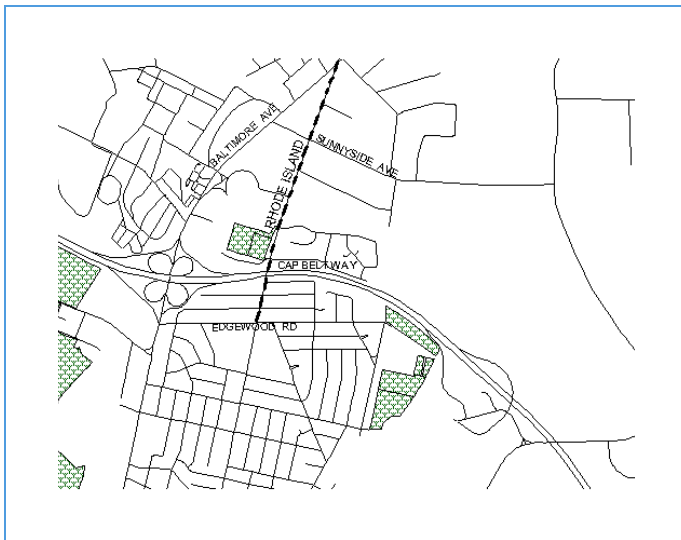 BALTIMORE AVE
SUNNYSIDE AVE
RHODE ISLAND
CAP BELTWAY
EDGEWOOD RD